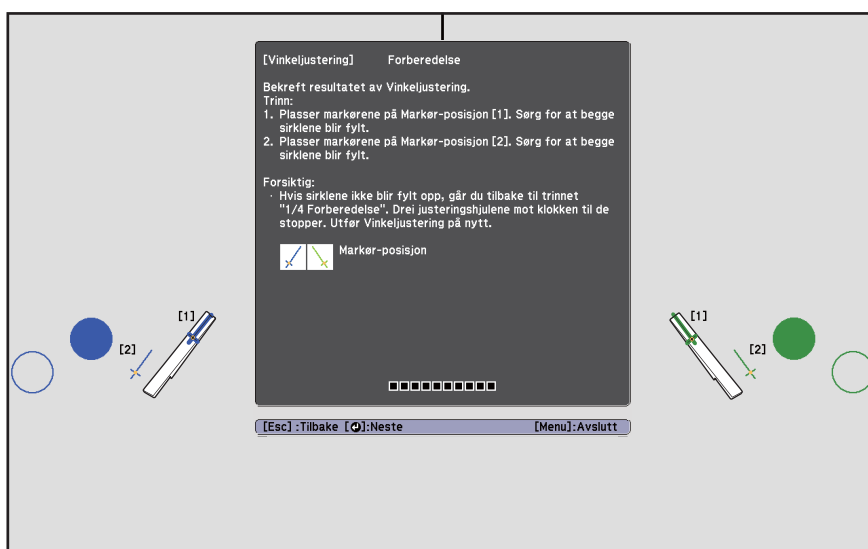 [Vinkeljustering] Forberedelse
Bekreft resultatet av Vinkeljustering.
Trinn:
1. Plasser markørene på Markør-posisjon [1]. Sørg for at begge
sirklene blir fylt.
2. Plasser markørene på Markør-posisjon [2]. Sørg for at begge
sirklene blir fylt.
Forsiktig:
· Hvis sirklene ikke blir fylt opp, går du tilbake til trinnet
"1/4 Forberedelse". Drei justeringshjulene mot klokken til de
stopper. Utfør Vinkeljustering på nytt.
Markør-posisjon
[1]
[2]
[1]
[2]
[Esc] :Tilbake [↵]:Neste [Menu]:Avslutt